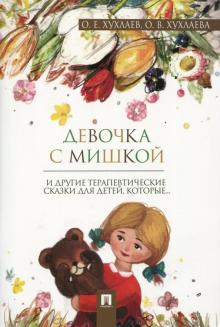 О. Е. ХУХЛАЕВ, О. В. ХУХЛАЕВА
ДЕВОЧКА
С МИШКОЙ
И ДРУГИЕ ТЕРАПЕВТИЧЕСКИЕ
СКАЗКИ ДЛЯ ДЕТЕЙ, КОТОРЫЕ...